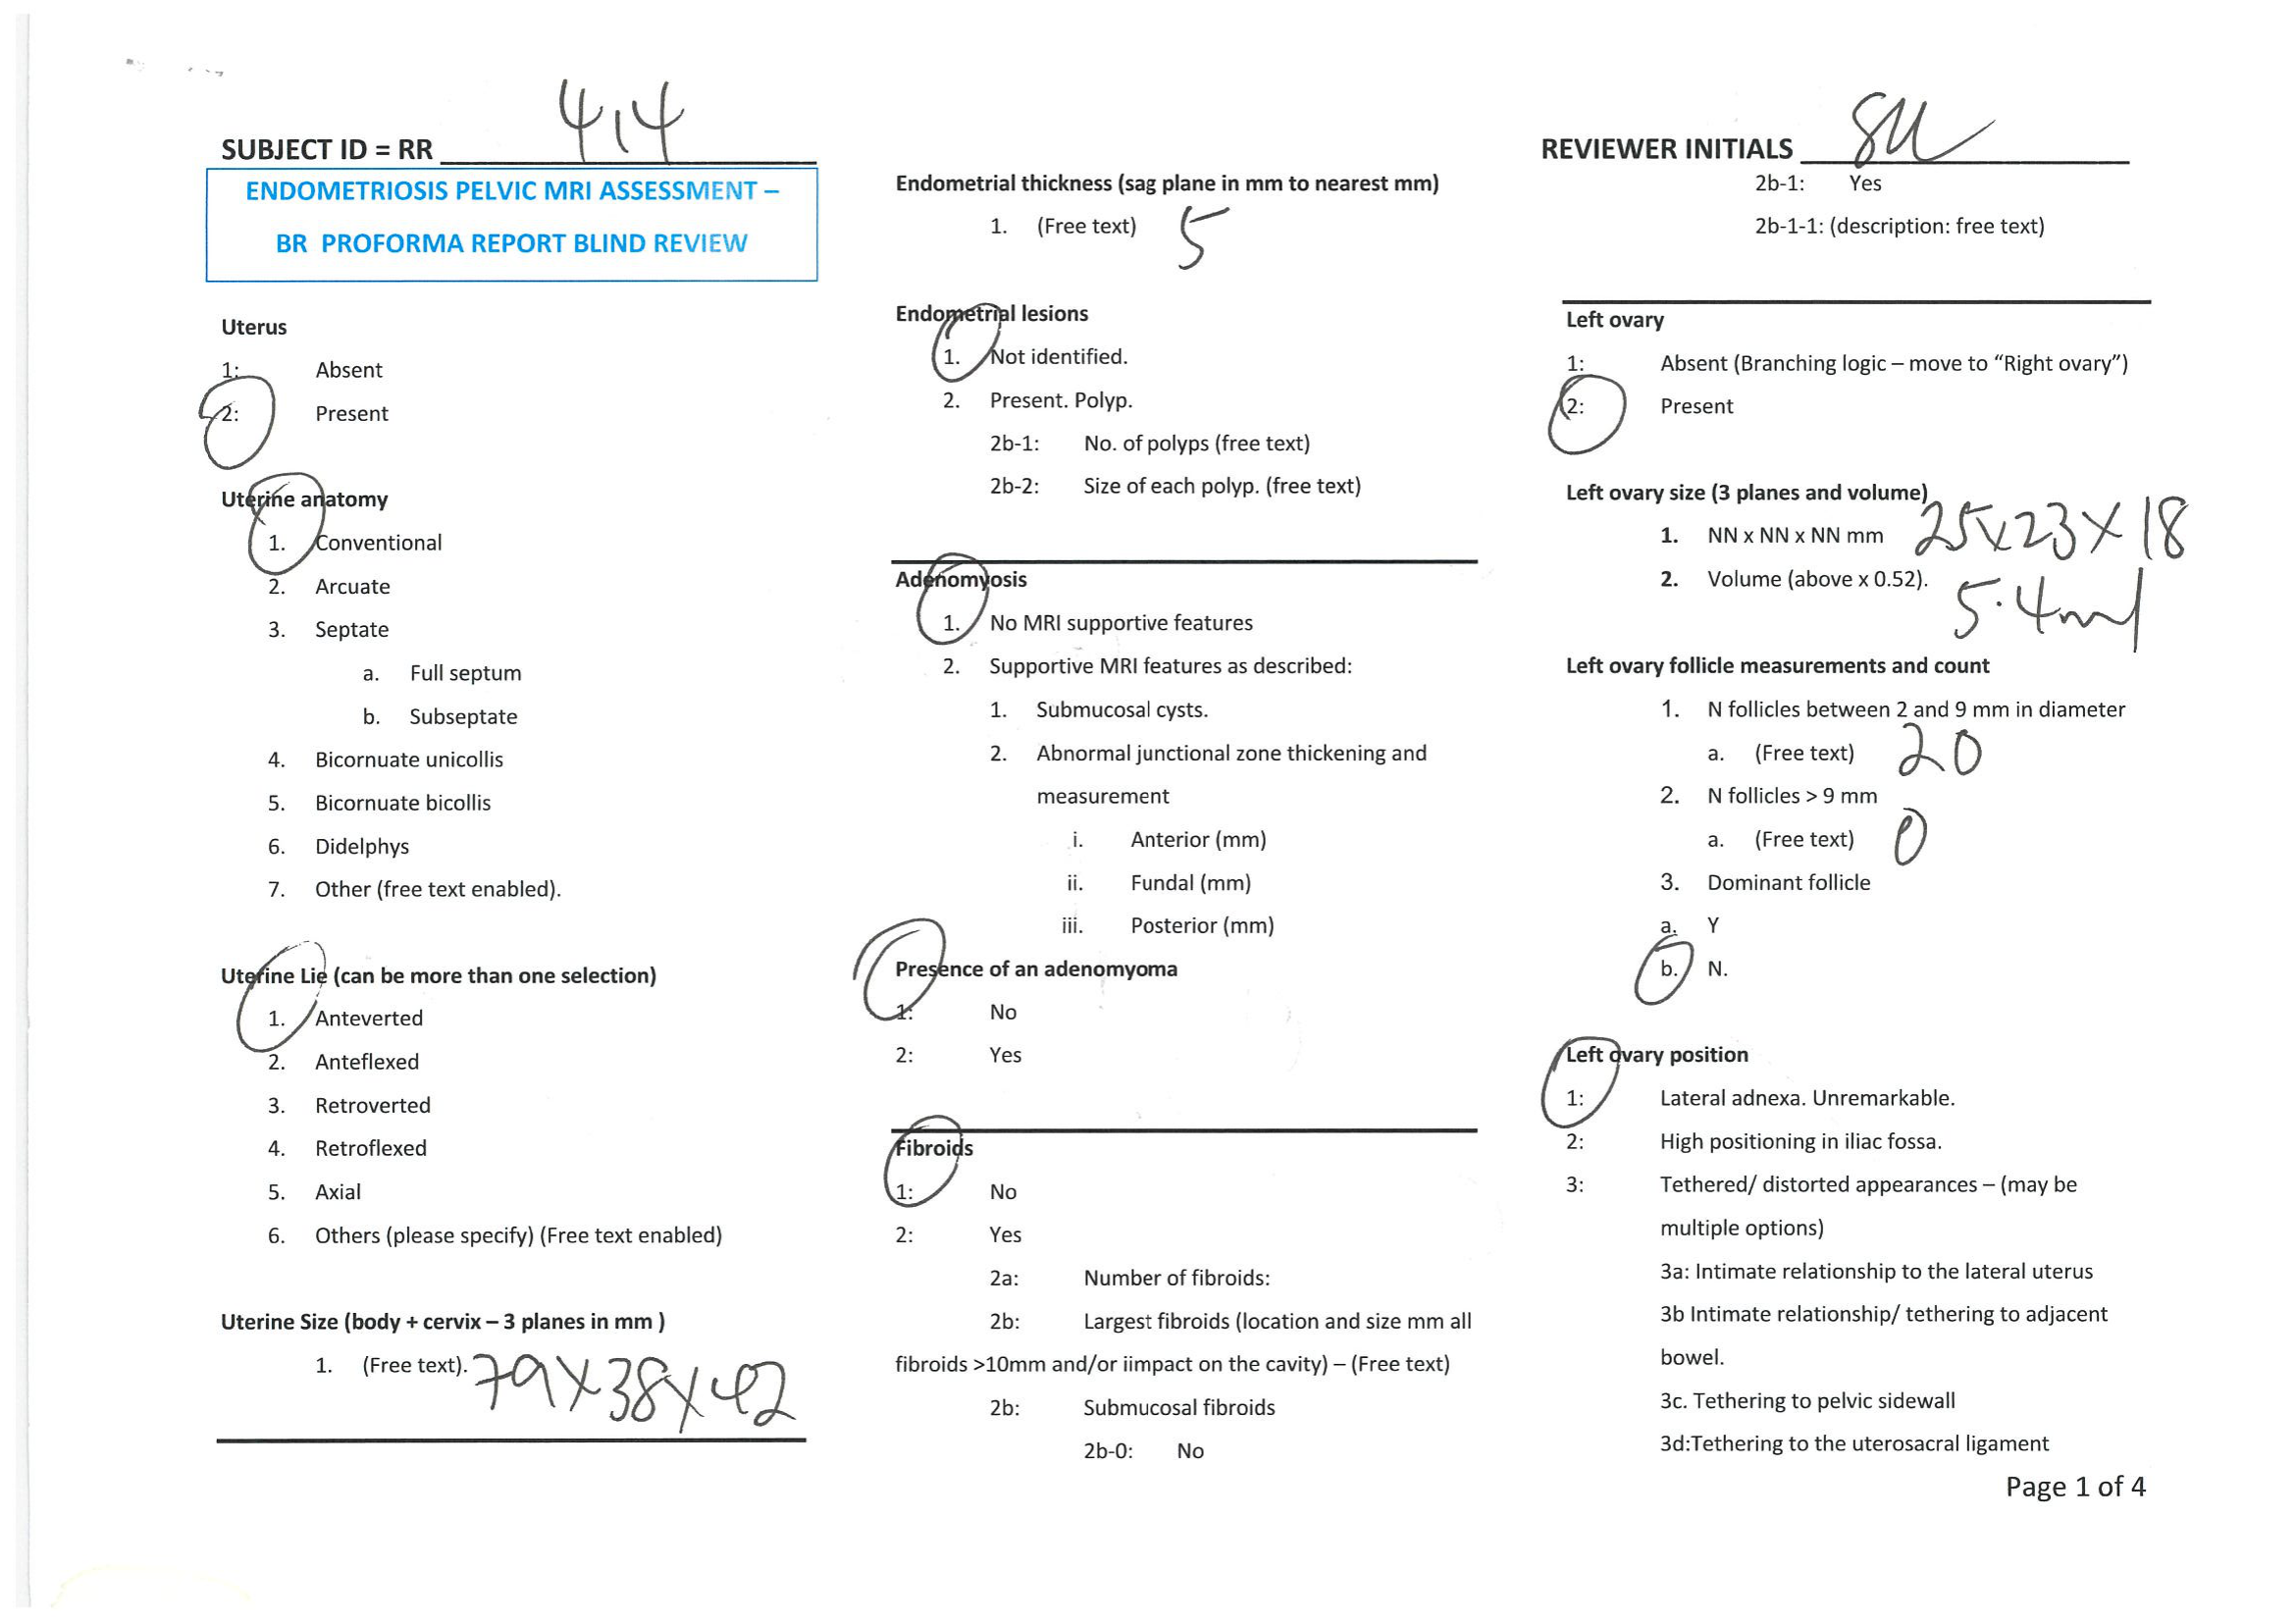 SUBJECT ID = RR 414
ENDOMETRIOSIS PELVIC MRI ASSESSMENT –
BR PROFORMA REPORT BLIND REVIEW
Uterus
1: Absent
2: Present
Uterine anatomy
1. Conventional
2. Arcuate
3. Septate
a. Full septum
b. Subseptate
4. Bicornuate unicollis
5. Bicornuate bicollis
6. Didelphys
7. Other (free text enabled).
Uterine Lie (can be more than one selection)
1. Anteverted
2. Anteflexed
3. Retroverted
4. Retroflexed
5. Axial
6. Others (please specify) (Free text enabled)
Uterine Size (body + cervix – 3 planes in mm )
1. (Free text). 79x38x42
Endometrial thickness (sag plane in mm to nearest mm)
1. (Free text) 5
Endometrial lesions
1. Not identified.
2. Present. Polyp.
2b-1: No. of polyps (free text)
2b-2: Size of each polyp. (free text)
Adenomyosis
1. No MRI supportive features
2. Supportive MRI features as described:
1. Submucosal cysts.
2. Abnormal junctional zone thickening and
measurement
i. Anterior (mm)
ii. Fundal (mm)
iii. Posterior (mm)
Presence of an adenomyoma
1: No
2: Yes
Fibroids
1: No
2: Yes
2a: Number of fibroids:
2b: Largest fibroids (location and size mm all
fibroids >10mm and/or iimpact on the cavity) – (Free text)
2b: Submucosal fibroids
2b-0: No
REVIEWER INITIALS
2b-1: Yes
2b-1-1: (description: free text)
Left ovary
1: Absent (Branching logic – move to “Right ovary”)
2: Present
Left ovary size (3 planes and volume)
1. NN x NN x NN mm 25x23x18
2. Volume (above x 0.52). 5.4ml
Left ovary follicle measurements and count
1. N follicles between 2 and 9 mm in diameter
a. (Free text) 20
2. N follicles > 9 mm
a. (Free text) 0
3. Dominant follicle
a. Y
b. N.
Left ovary position
1: Lateral adnexa. Unremarkable.
2: High positioning in iliac fossa.
3: Tethered/ distorted appearances – (may be
multiple options)
3a: Intimate relationship to the lateral uterus
3b Intimate relationship/ tethering to adjacent
bowel.
3c. Tethering to pelvic sidewall
3d:Tethering to the uterosacral ligament
Page 1 of 4